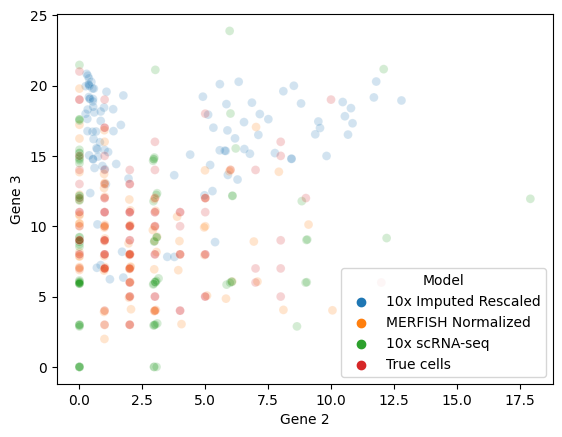 25
20
15
10
5
0
Gene 3
0.0 2.5 5.0 7.5 10.0 12.5 15.0 17.5
Gene 2
Model
10x Imputed Rescaled
MERFISH Normalized
10x scRNA-seq
True cells